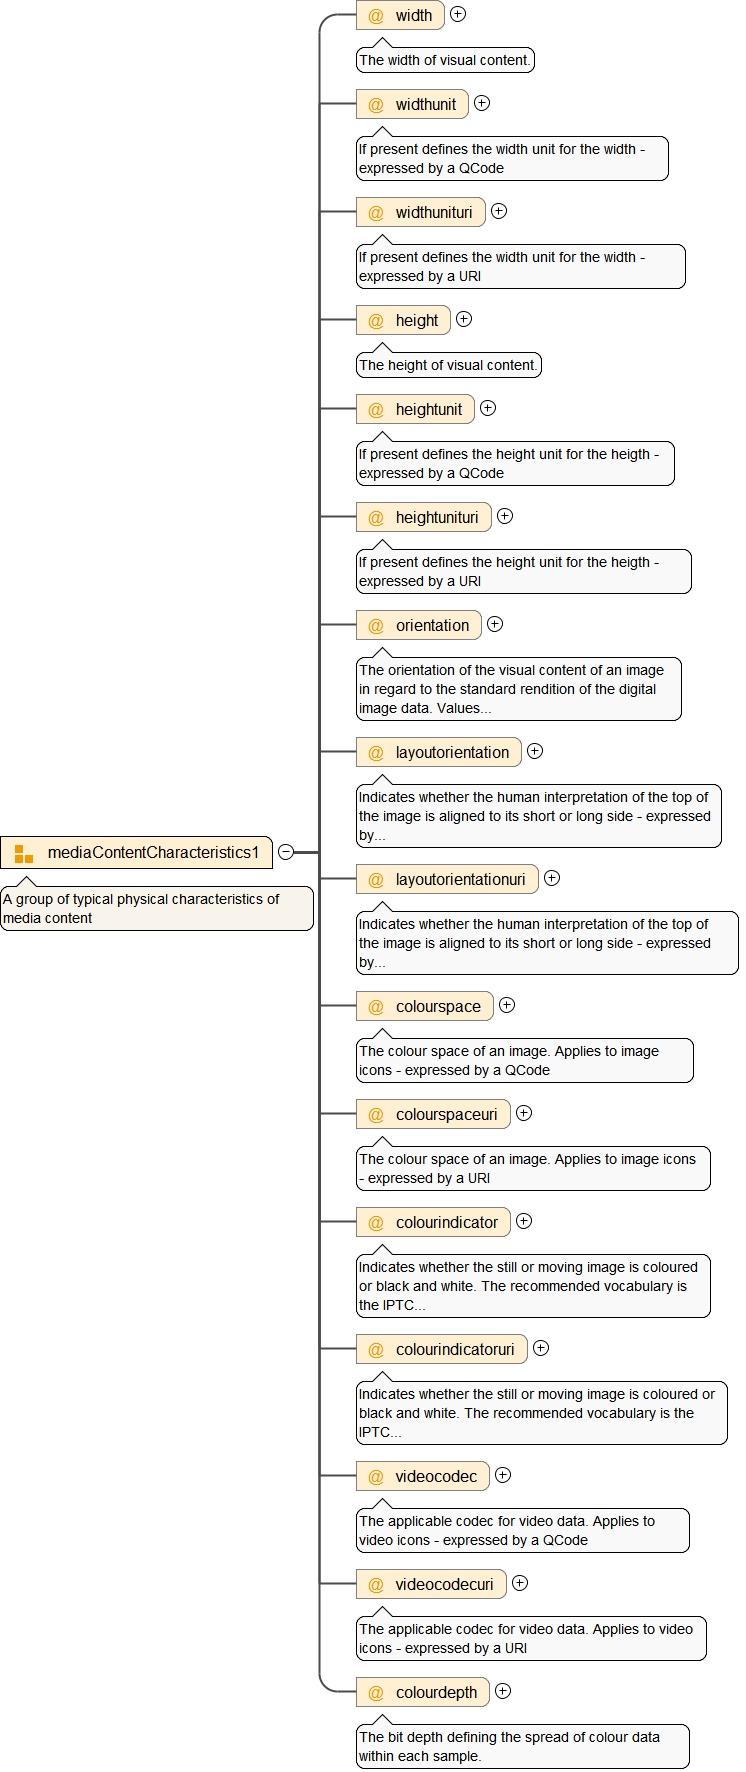 @ width
The width of visual content.
@ widthunit
If present defines the width unit for the width -
expressed by a QCode
@ widthunituri
If present defines the width unit for the width -
expressed by a URI
@ height
The height of visual content.
@ heightunit
If present defines the height unit for the heigth -
expressed by a QCode
@ heightunituri
If present defines the height unit for the heigth -
expressed by a URI
@ orientation
The orientation of the visual content of an image
in regard to the standard rendition of the digital
image data. Values...
@ layoutorientation
Indicates whether the human interpretation of the top of
the image is aligned to its short or long side - expressed
by...
mediaContentCharacteristics1
A group of typical physical characteristics of
media content
@ layoutorientationuri
Indicates whether the human interpretation of the top of
the image is aligned to its short or long side - expressed
by...
@ colourspace
The colour space of an image. Applies to image
icons - expressed by a QCode
@ colourspaceuri
The colour space of an image. Applies to image icons
- expressed by a URI
@ colourindicator
Indicates whether the still or moving image is coloured
or black and white. The recommended vocabulary is
the IPTC...
@ colourindicatoruri
Indicates whether the still or moving image is coloured or
black and white. The recommended vocabulary is the
IPTC...
@ videocodec
The applicable codec for video data. Applies to
video icons - expressed by a QCode
@ videocodecuri
The applicable codec for video data. Applies to video
icons - expressed by a URI
@ colourdepth
The bit depth defining the spread of colour data
within each sample.